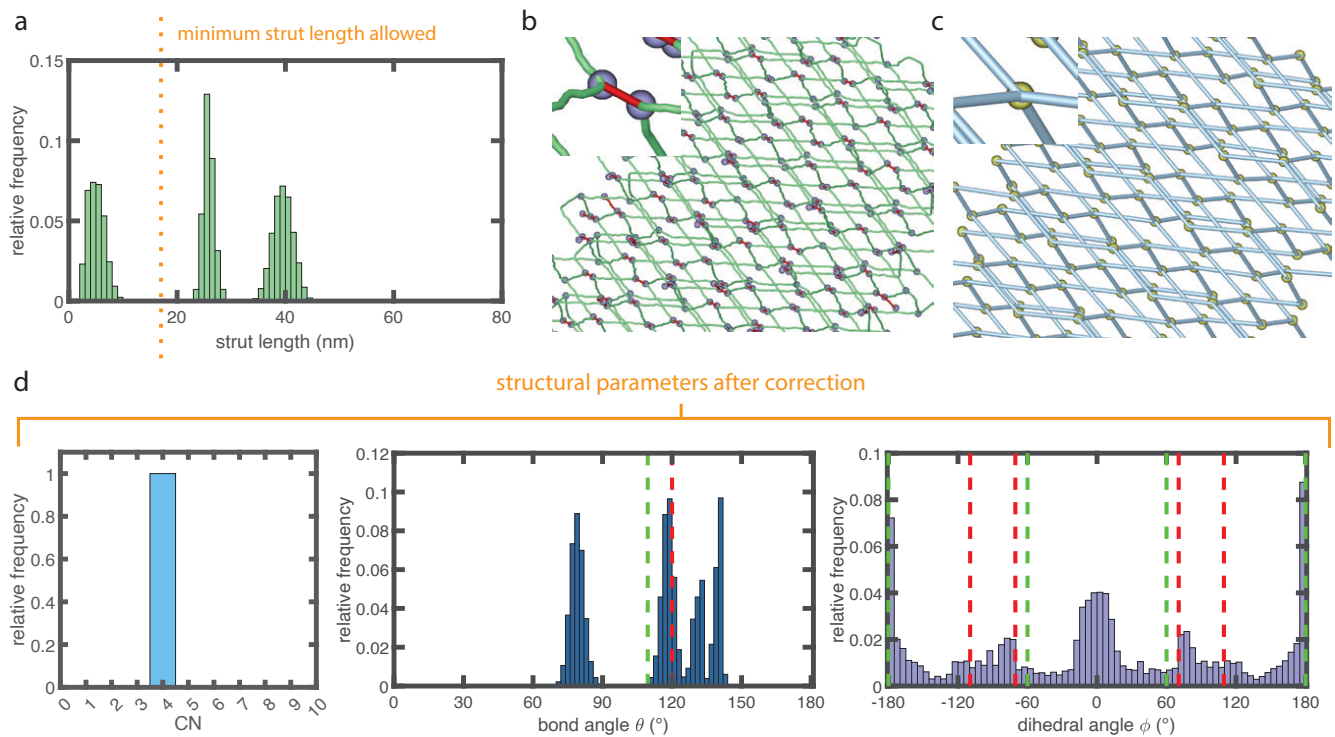 a
minimum strut length allowed
0.15
0.1
0.05
0
relative frequency
0 20 40 60 80
strut length (nm)
b
c
d
structural parameters after correction
1
0.8
0.6
0.4
0.2
0
relative frequency
0 1 2 3 4 5 6 7 8 9 10
CN
0.12
0.1
0.08
0.06
0.04
0.02
0
relative frequency
0 30 60 90 120 150 180
bond angle θ (°)
0.1
0.08
0.06
0.04
0.02
0
relative frequency
-180 -120 -60 0 60 120 180
dihedral angle ϕ (°)